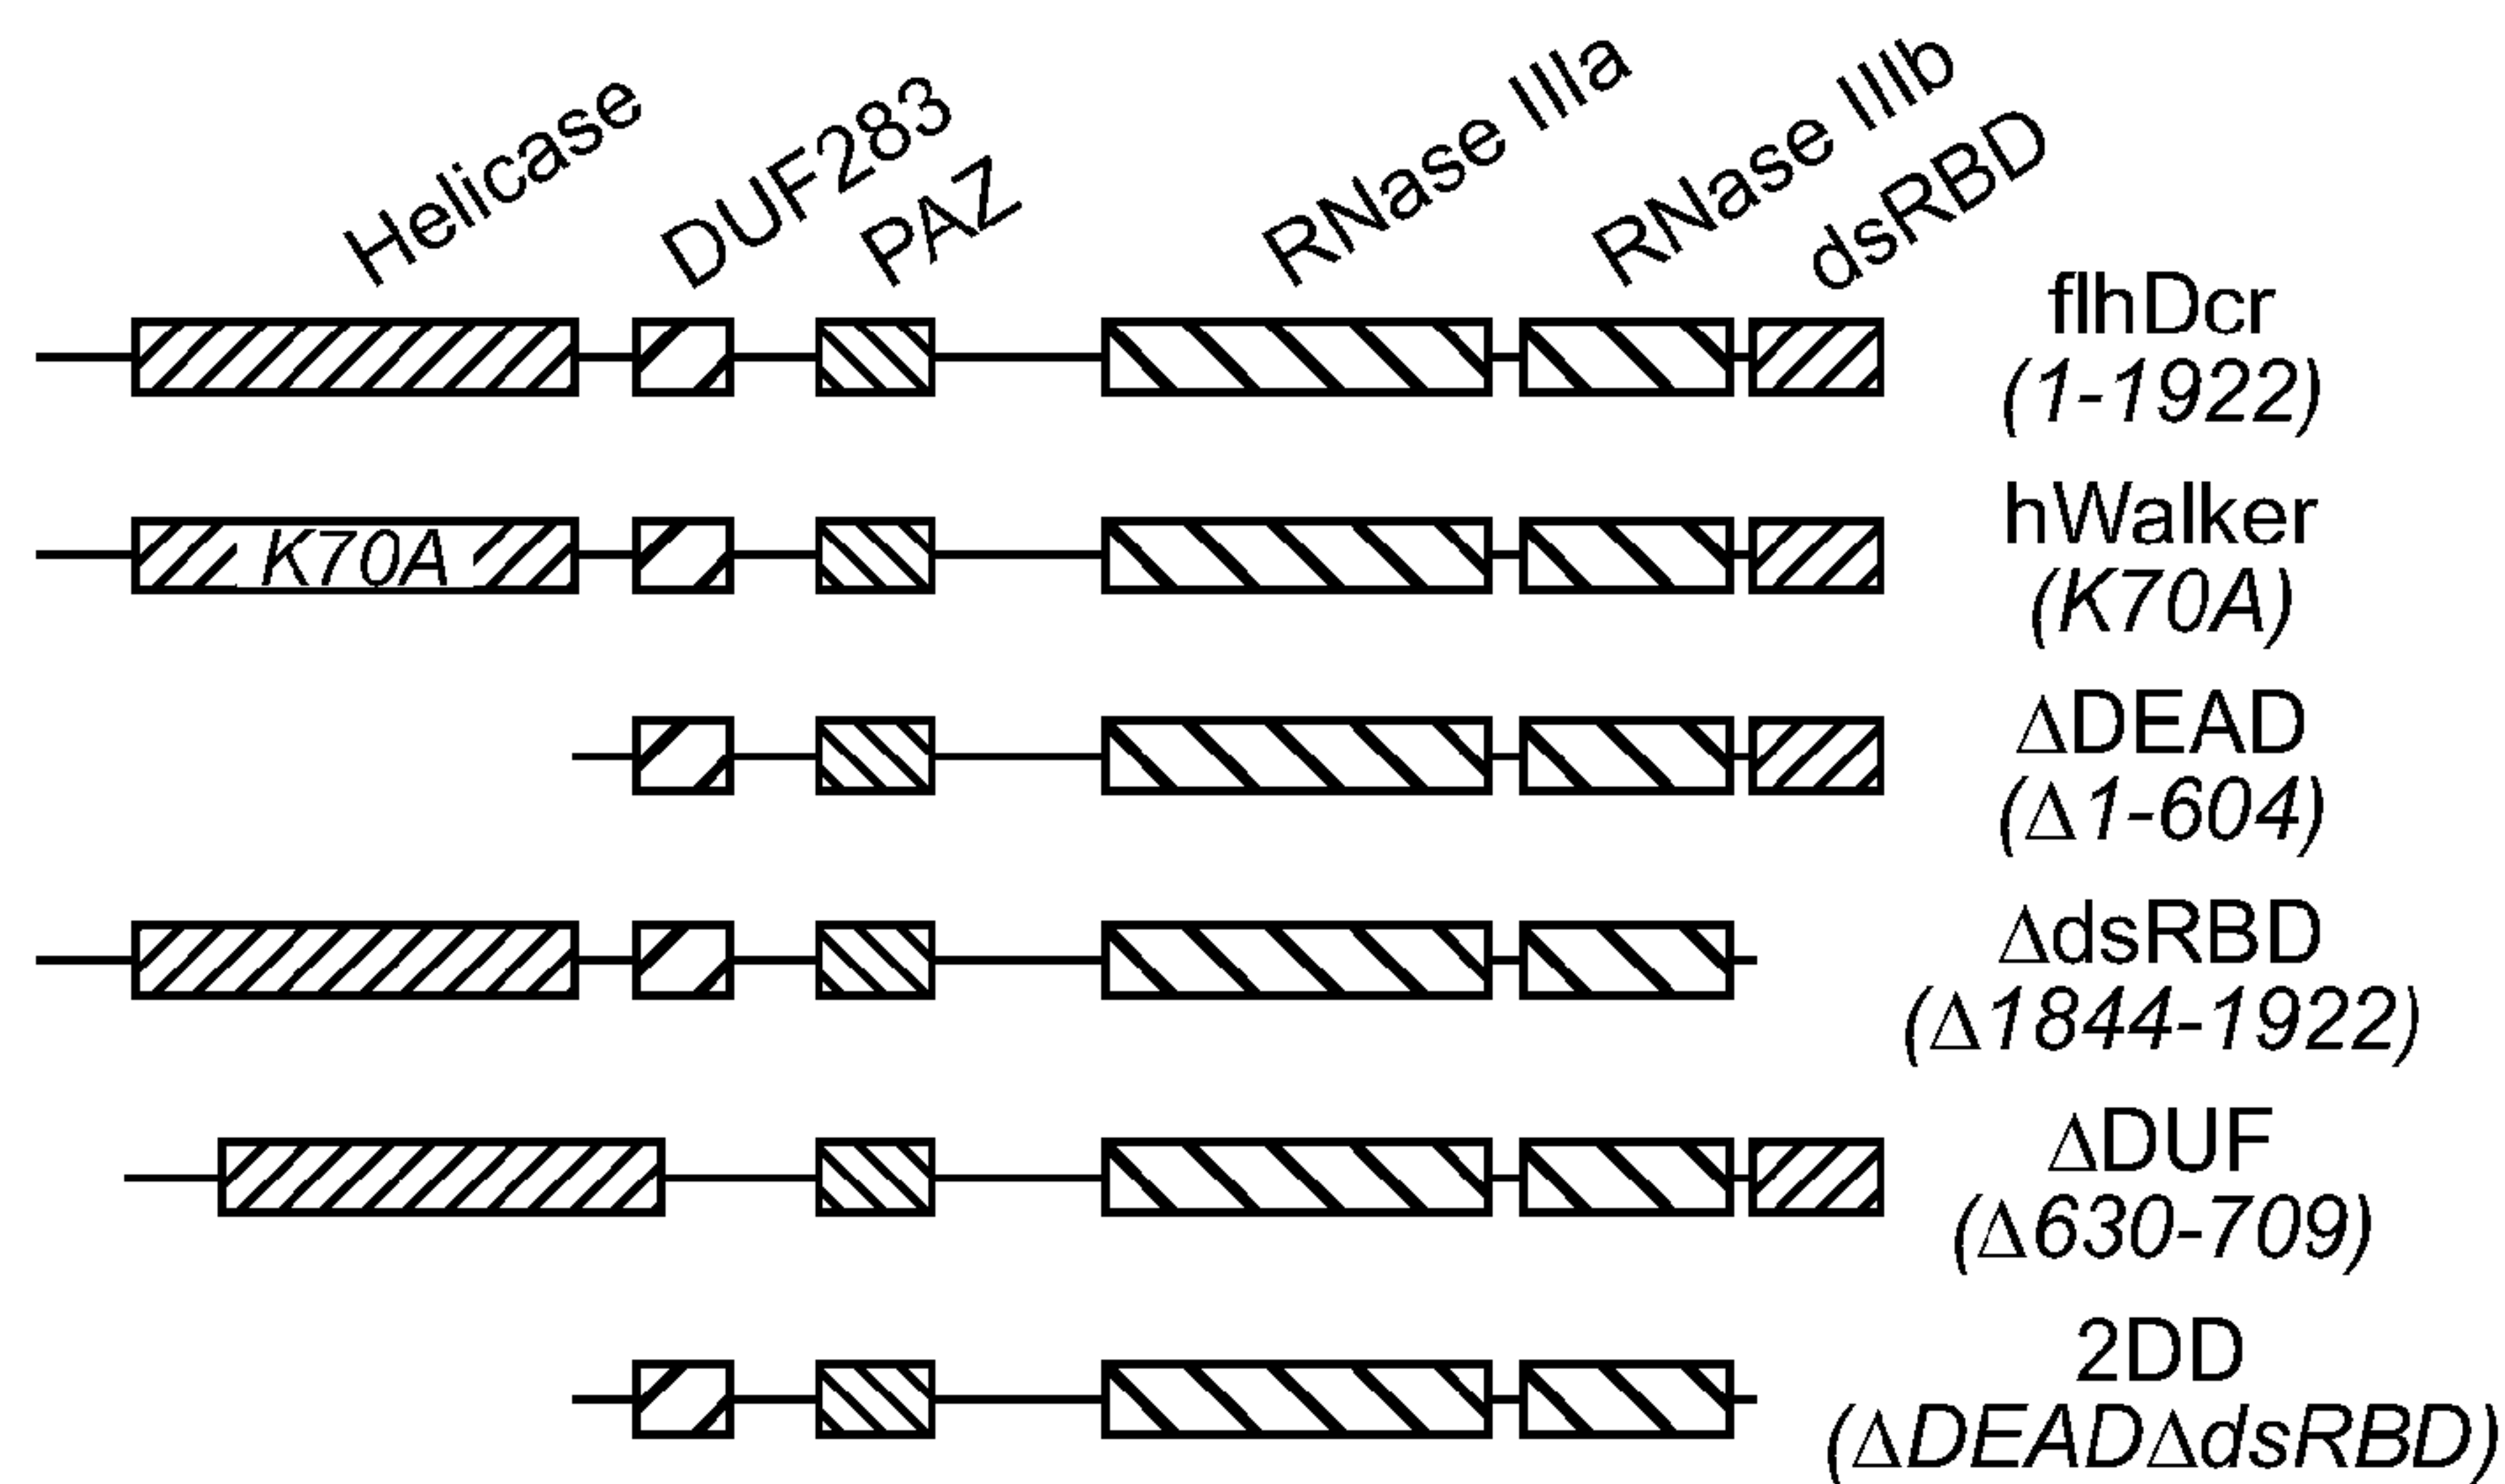 Helicase
DUF283
PAZ
RNase IIIa
RNase IIIb
dsRBD
flhDcr
(1-1922)
K70A
hWalker
(K70A)
ΔDEAD
(Δ1-604)
ΔdsRBD
(Δ1844-1922)
ΔDUF
(Δ630-709)
2DD
(ΔDEADΔdsRBD)